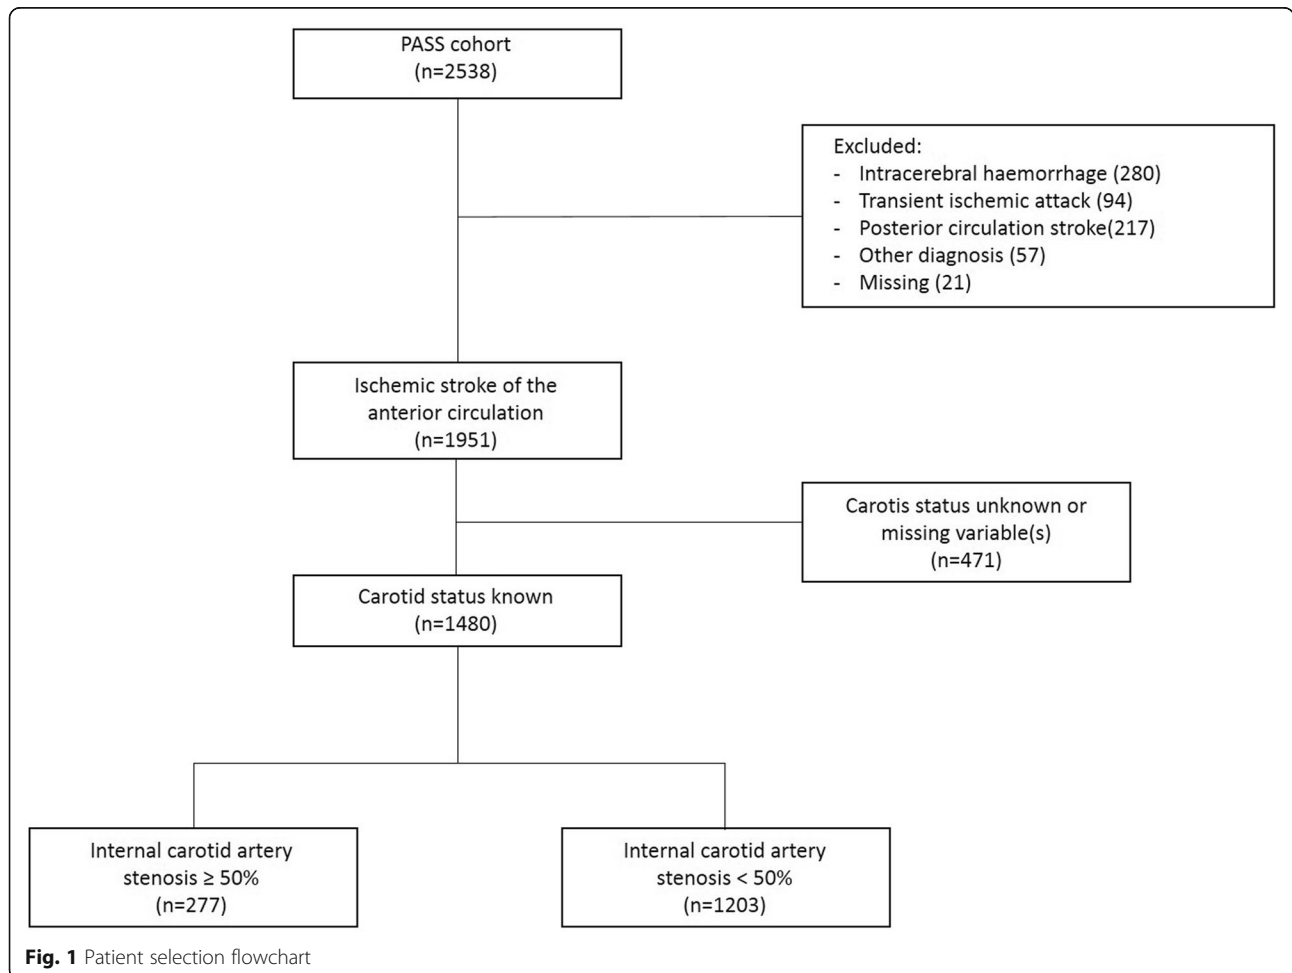 PASS cohort
(n=2538)
Excluded:
- Intracerebral haemorrhage (280)
- Transient ischemic attack (94)
- Posterior circulation stroke(217)
- Other diagnosis (57)
- Missing (21)
Ischemic stroke of the
anterior circulation
(n=1951)
Carotis status unknown or
missing variable(s)
(n=471)
Carotid status known
(n=1480)
Internal carotid artery
stenosis ≥ 50%
(n=277)
Internal carotid artery
stenosis < 50%
(n=1203)
Fig. 1 Patient selection flowchart